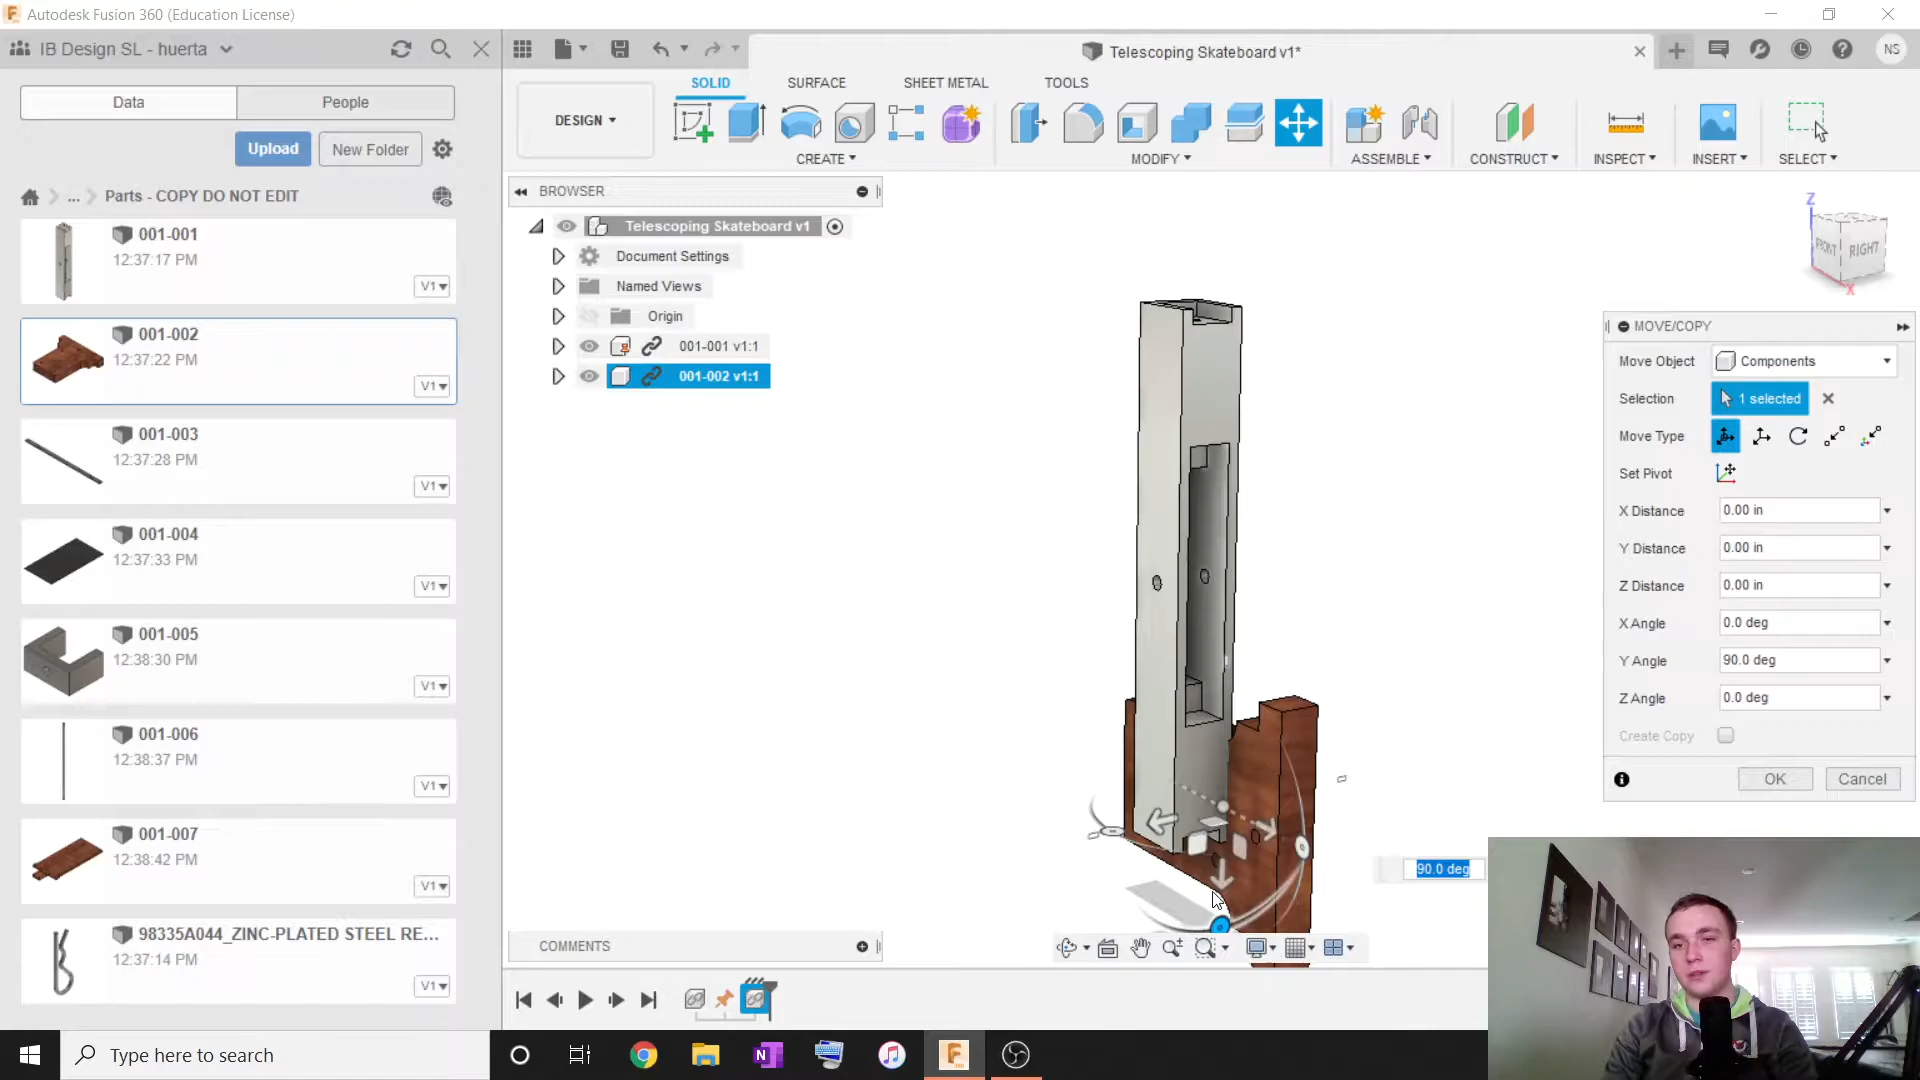 Autodesk Fusion 360 (Education License)
IB Design SL - huerta
Telescoping Skateboard v1*
NS
Data
People
Upload
New Folder
... Parts - COPY DO NOT EDIT
001-001
12:37:17 PM
V1
001-002
12:37:22 PM
V1
001-003
12:37:28 PM
V1
001-004
12:37:33 PM
V1
001-005
12:38:30 PM
V1
001-006
12:38:37 PM
V1
001-007
12:38:42 PM
V1
98335A044_ZINC-PLATED STEEL RE...
12:37:14 PM
V1
SOLID
SURFACE
SHEET METAL
TOOLS
DESIGN
CREATE
MODIFY
ASSEMBLE
CONSTRUCT
INSPECT
INSERT
SELECT
BROWSER
Telescoping Skateboard v1
Document Settings
Named Views
Origin
001-001 v1:1
001-002 v1:1
Z
FRONT
RIGHT
X
MOVE/COPY
Move Object
Components
Selection
1 selected
Move Type
Set Pivot
X Distance
0.00 in
Y Distance
0.00 in
Z Distance
0.00 in
X Angle
0.0 deg
Y Angle
90.0 deg
Z Angle
0.0 deg
Create Copy
OK
Cancel
90.0 deg
COMMENTS
Type here to search